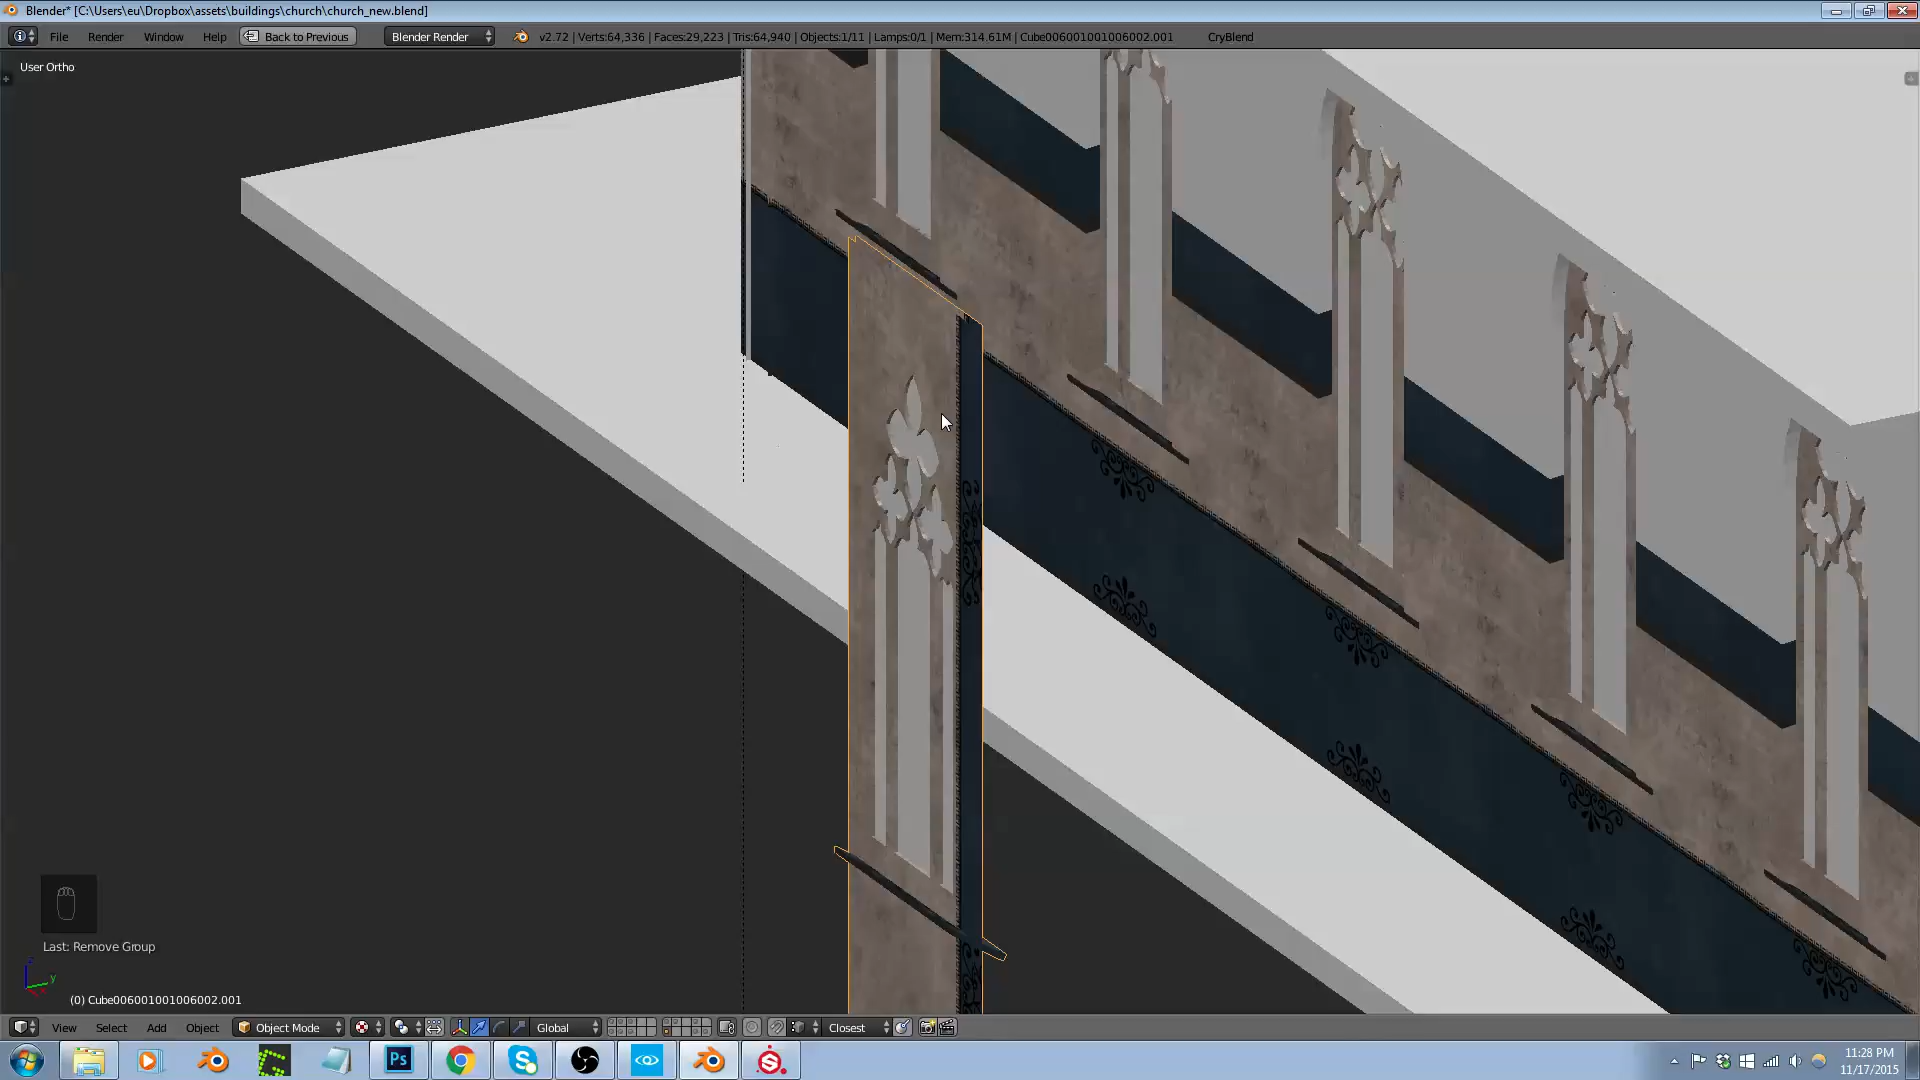 Blender* [C:\Users\eu\Dropbox\assets\buildings\church\church_new.blend]
File Render Window Help Back to Previous Blender Render v2.72 | Verts:64,336 | Faces:29,223 | Tris:64,940 | Objects:1/11 | Lamps:0/1 | Mem:314.61M | Cube006001001006002.001 CryBlend
User Ortho
Last: Remove Group
y
(0) Cube006001001006002.001
View Select Add Object Object Mode Global Closest
Ps
11:28 PM
11/17/2015